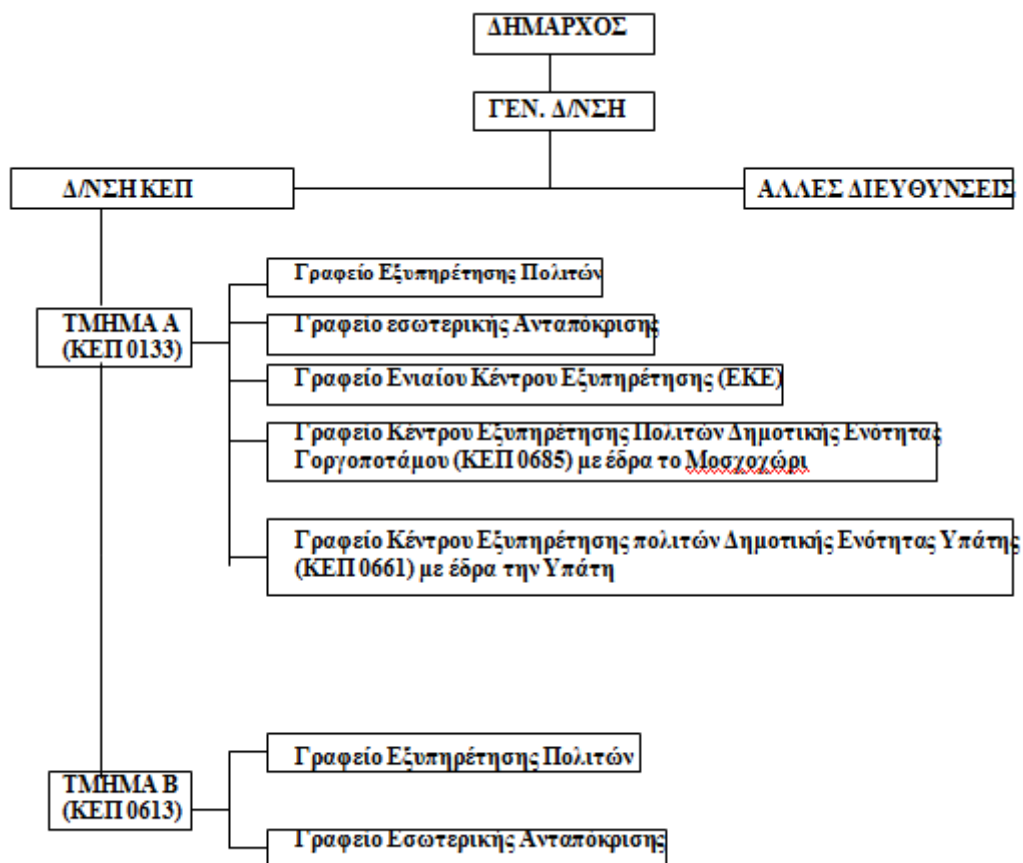 ΔΗΜΑΡΧΟΣ
ΓΕΝ. Δ/ΝΣΗ
Δ/ΝΣΗ ΚΕΠ
ΑΛΛΕΣ ΔΙΕΥΘΥΝΣΕΙΣ
Γραφείο Εξυπηρέτησης Πολιτών
ΤΜΗΜΑ Α
(ΚΕΠ 0133)
Γραφείο εσωτερικής Ανταπόκρισης
Γραφείο Ενιαίου Κέντρου Εξυπηρέτησης (ΕΚΕ)
Γραφείο Κέντρου Εξυπηρέτησης Πολιτών Δημοτικής Ενότητας
Γοργοποτάμου (ΚΕΠ 0685) με έδρα το Μοσχοχώρι
Γραφείο Κέντρου Εξυπηρέτησης πολιτών Δημοτικής Ενότητας Υπάτης
(ΚΕΠ 0661) με έδρα την Υπάτη
ΤΜΗΜΑ Β
(ΚΕΠ 0613)
Γραφείο Εξυπηρέτησης Πολιτών
Γραφείο Εσωτερικής Ανταπόκρισης